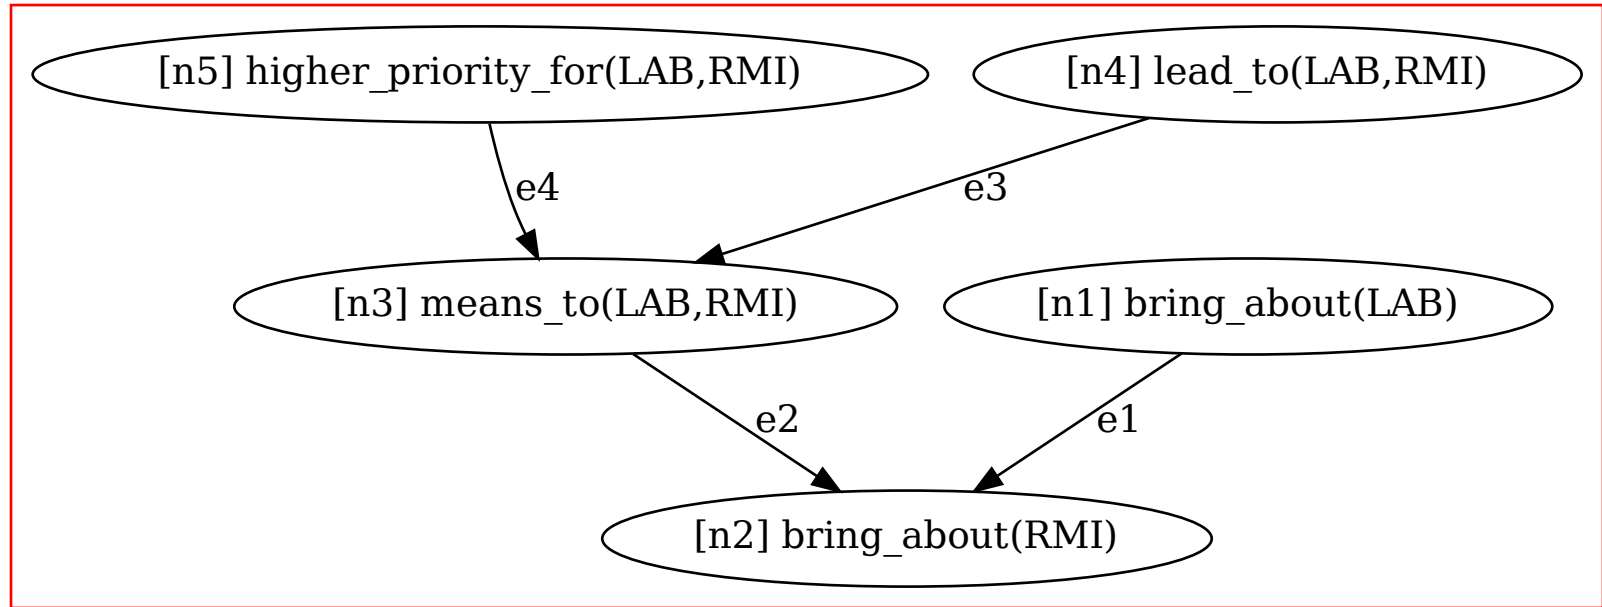 [n5] higher_priority_for(LAB,RMI)
[n4] lead_to(LAB,RMI)
e4
e3
[n3] means_to(LAB,RMI)
[n1] bring_about(LAB)
e2
e1
[n2] bring_about(RMI)